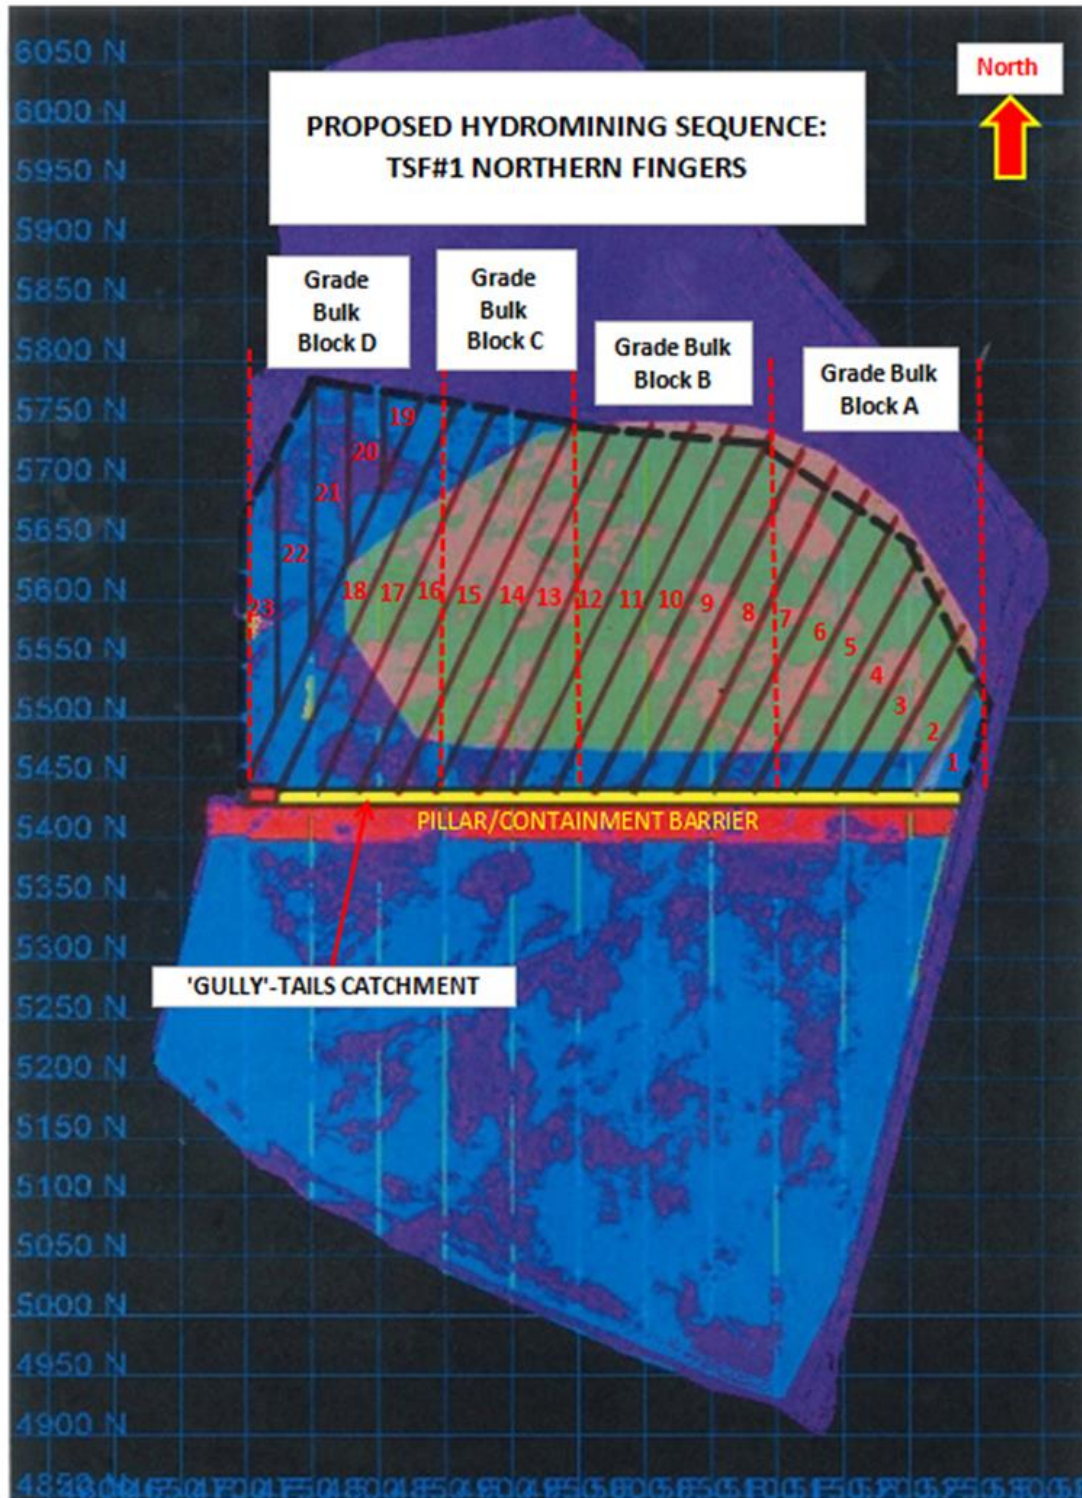 6050 N
North
6000 N
PROPOSED HYDROMINING SEQUENCE:
TSF#1 NORTHERN FINGERS
5950 N
5900 N
5850 N
Grade
Bulk
Block D
Grade
Bulk
Block C
Grade Bulk
Block B
Grade Bulk
Block A
5800 N
5750 N
5700 N
5650 N
5600 N
5550 N
5500 N
5450 N
5400 N
19
20
21
22
23
18
17
16
15
14
13
12
11
10
9
8
7
6
5
4
3
2
1
PILLAR/CONTAINMENT BARRIER
5350 N
5300 N
'GULLY'-TAILS CATCHMENT
5250 N
5200 N
5150 N
5100 N
5050 N
5000 N
4950 N
4900 N
4850 N